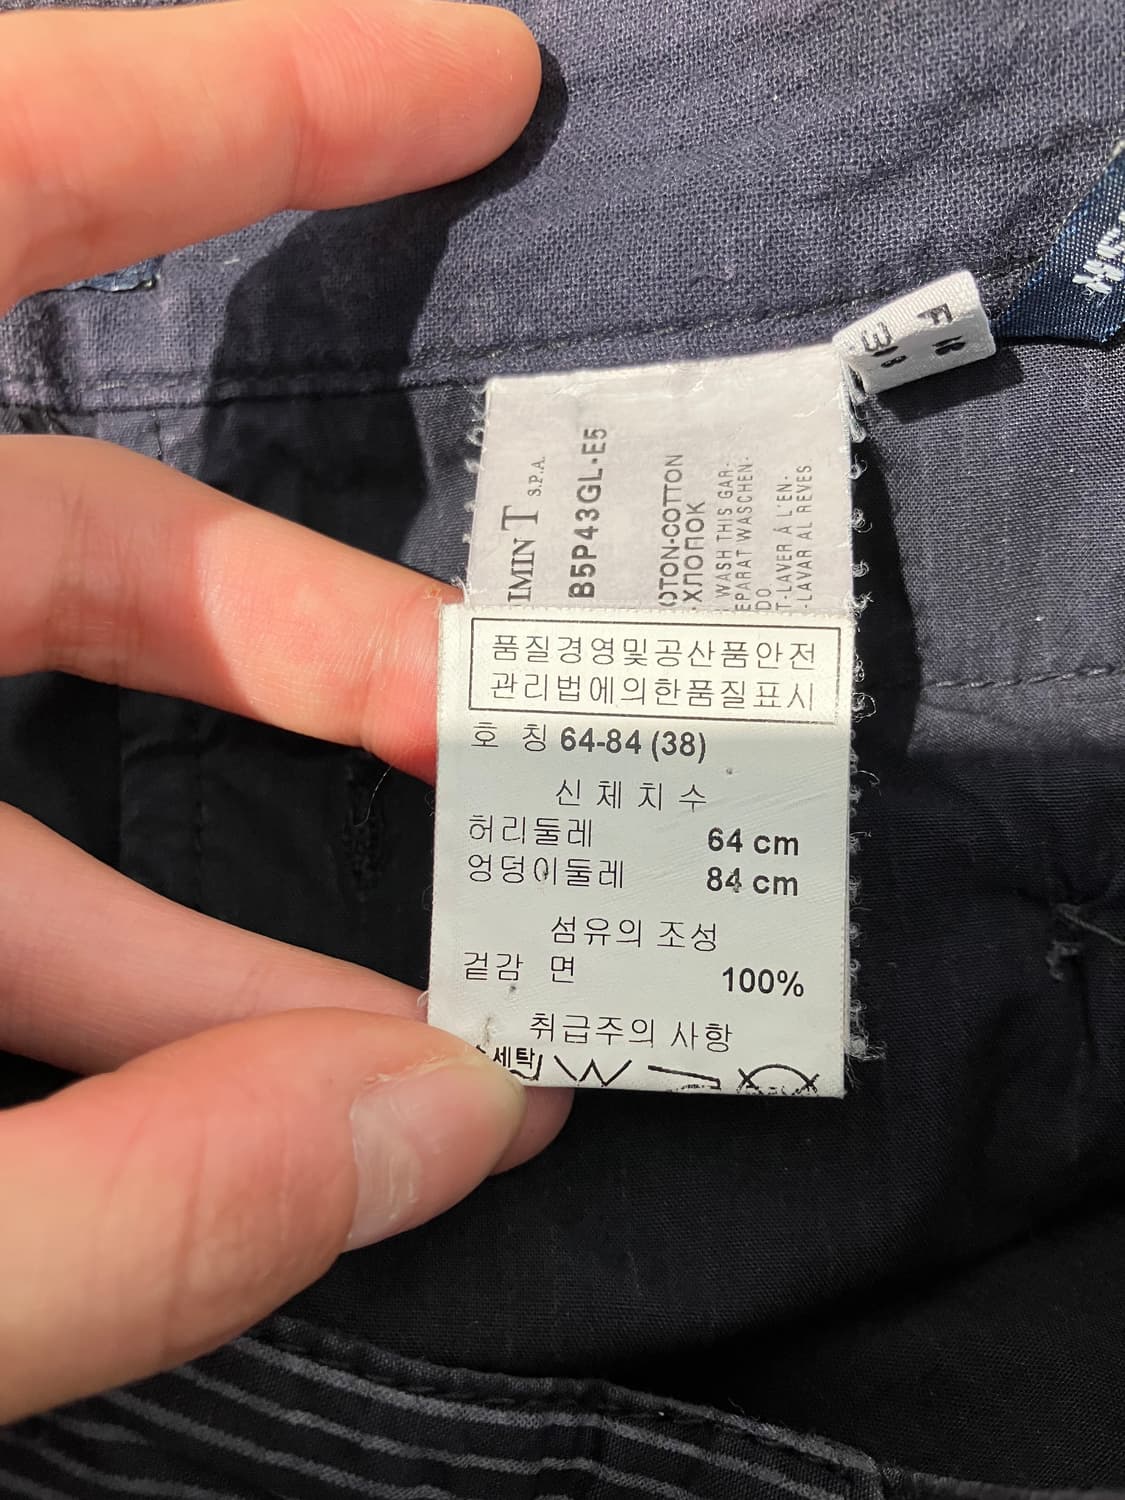 IMIN T S.P.A.
B5P43GL-E5
OTON-COTTON
ХЛОПОК
WASH THIS GAR-
EPARAT WASCHEN-
DO
T-LAVER À L'EN-
-LAVAR AL REVES
품질경영및공산품안전
관리법에의한품질표시
호 칭 64-84 (38)
신 체 치 수
허리둘레 64 cm
엉덩이둘레 84 cm
섬유의 조성
겉감 면 100%
취급주의 사항
세탁